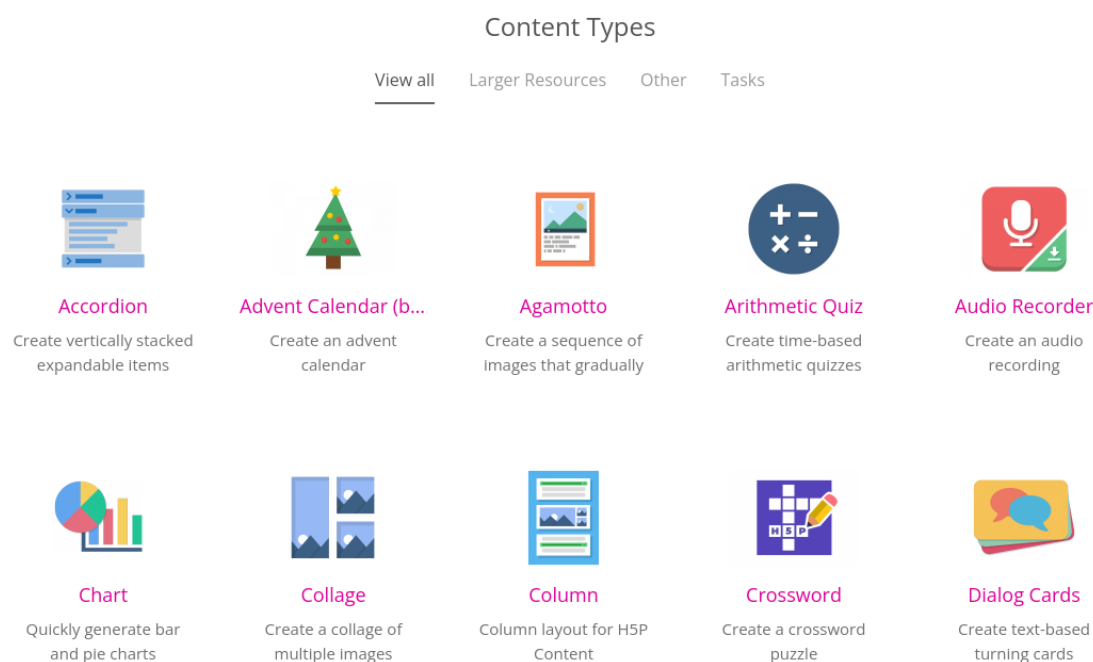 Content Types
View all Larger Resources Other Tasks
Accordion Advent Calendar (b... Agamotto Arithmetic Quiz Audio Recorder
Create vertically stacked Create an advent Create a sequence of Create time-based Create an audio
expandable items calendar images that gradually arithmetic quizzes recording
H5P
Chart Collage Column Crossword Dialog Cards
Quickly generate bar Create a collage of Column layout for H5P Create a crossword Create text-based
and pie charts multiple images Content puzzle turning cards